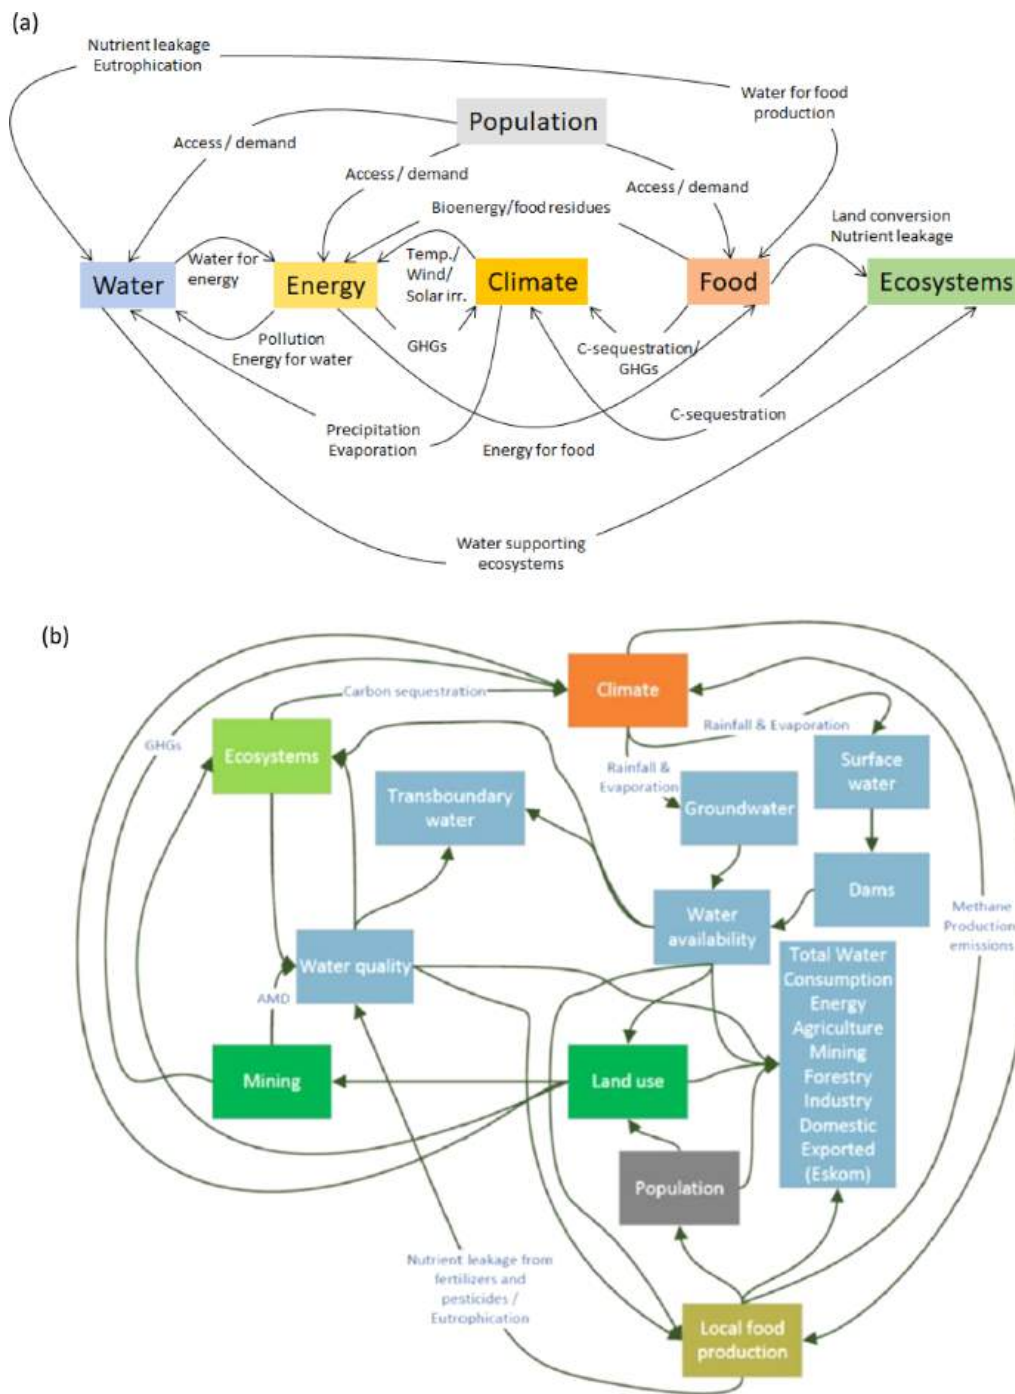 (a)
Nutrient leakage
Eutrophication
Water for food
production
Population
Access / demand
Access / demand
Access / demand
Bioenergy/food residues
Land conversion
Nutrient leakage
Water for
energy
Temp./
Wind/
Solar irr.
Water
Energy
Climate
Food
Ecosystems
Pollution
Energy for water
GHGs
C-sequestration/
GHGs
C-sequestration
Precipitation
Evaporation
Energy for food
Water supporting
ecosystems
(b)
Climate
Carbon sequestration
GHGs
Ecosystems
Rainfall & Evaporation
Rainfall &
Evaporation
Surface
water
Transboundary
water
Groundwater
Dams
Water
availability
Methane
Production
emissions
Water quality
AMD
Total Water
Consumption
Energy
Agriculture
Mining
Forestry
Industry
Domestic
Exported
(Eskom)
Mining
Land use
Population
Nutrient leakage from
fertilizers and
pesticides /
Eutrophication
Local food
production